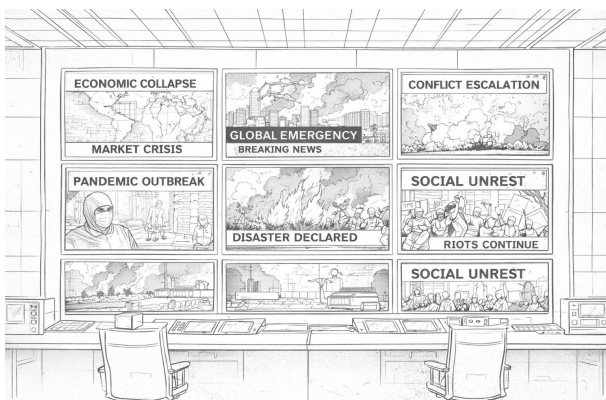 ECONOMIC COLLAPSE
MARKET CRISIS
GLOBAL EMERGENCY
BREAKING NEWS
CONFLICT ESCALATION
PANDEMIC OUTBREAK
DISASTER DECLARED
SOCIAL UNREST
RIOTS CONTINUE
SOCIAL UNREST